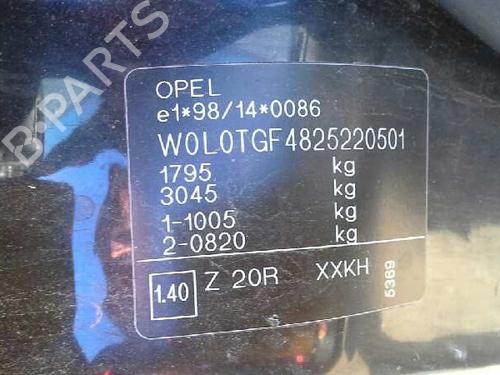 B-PARTS
OPEL
e1*98/14*0086
W0L0TGF4825220501
1795 kg
3045 kg
1-1005 kg
2-0820 kg
1.40 Z 20R XXKH 5369